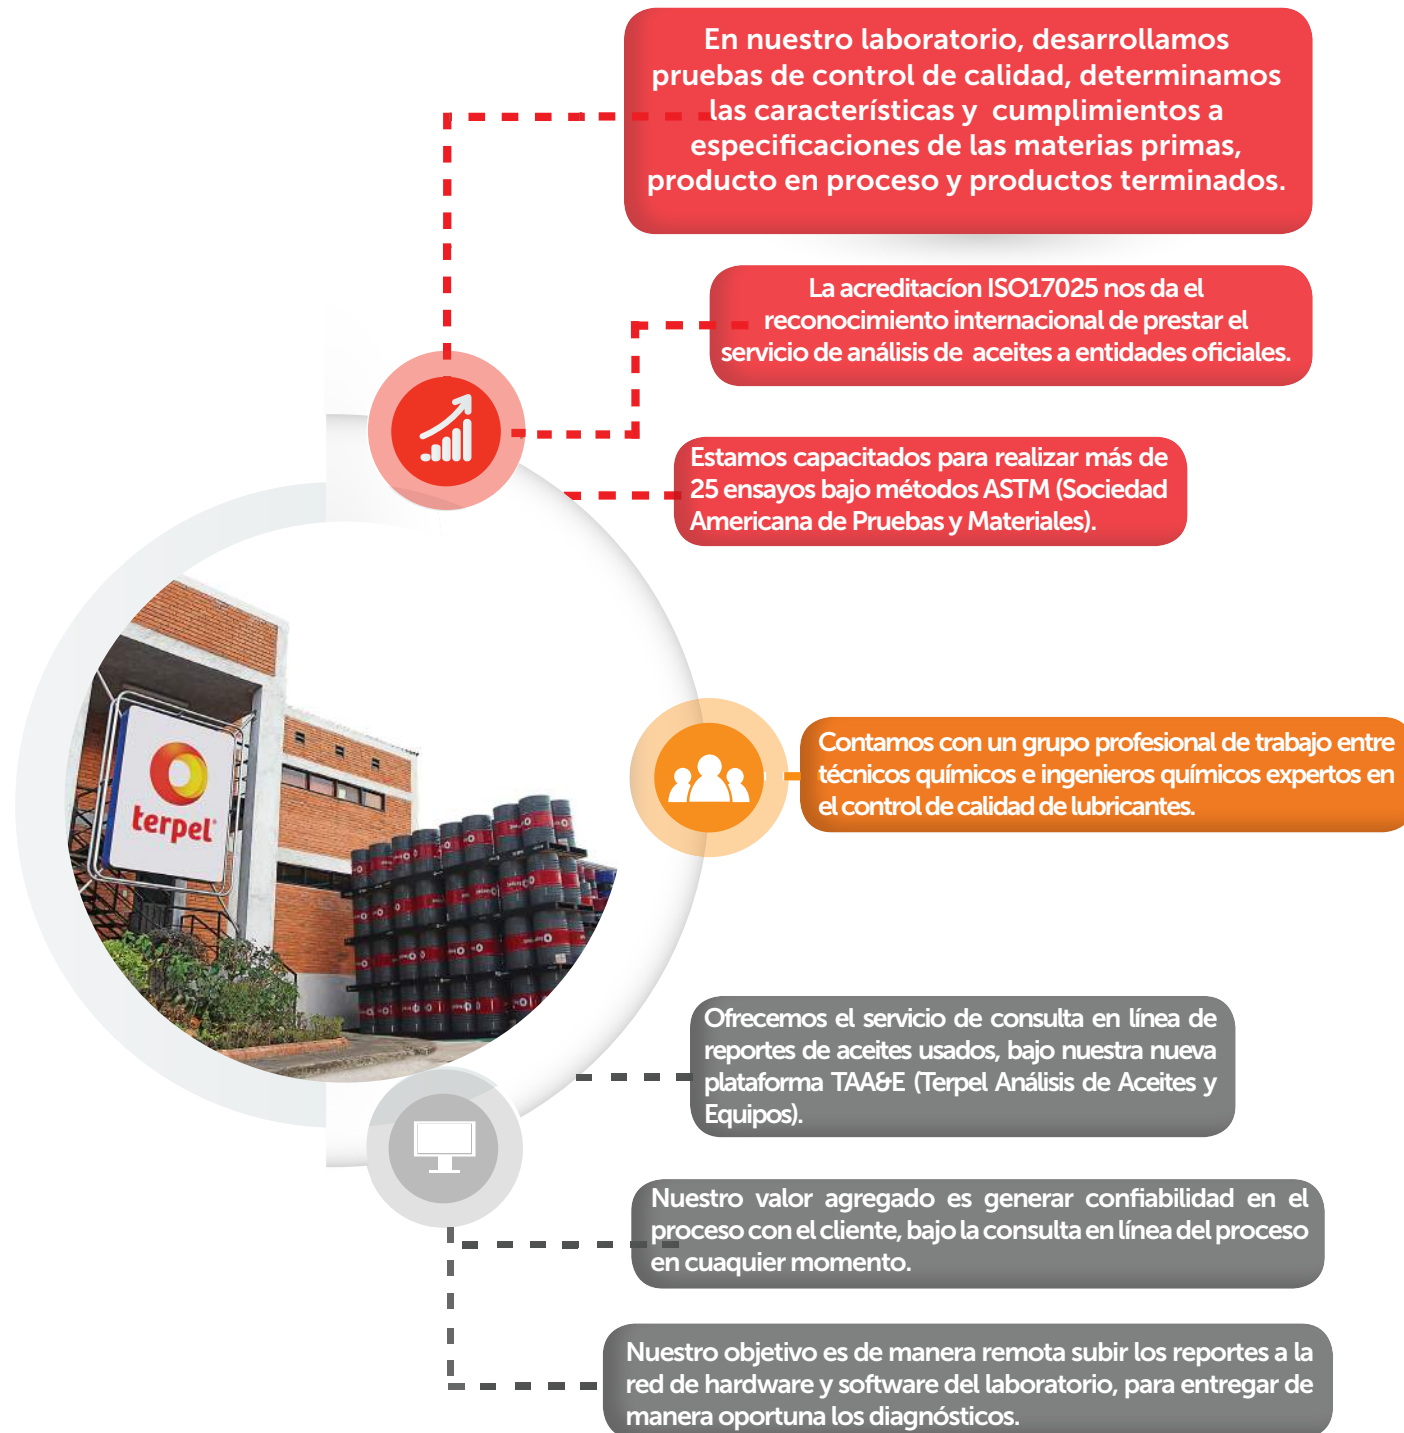 En nuestro laboratorio, desarrollamos
pruebas de control de calidad, determinamos
las características y cumplimientos a
especificaciones de las materias primas,
producto en proceso y productos terminados.
La acreditacíon ISO17025 nos da el
reconocimiento internacional de prestar el
servicio de análisis de aceites a entidades oficiales.
Estamos capacitados para realizar más de
25 ensayos bajo métodos ASTM (Sociedad
Americana de Pruebas y Materiales).
terpel
Contamos con un grupo profesional de trabajo entre
técnicos químicos e ingenieros químicos expertos en
el control de calidad de lubricantes.
Ofrecemos el servicio de consulta en línea de
reportes de aceites usados, bajo nuestra nueva
plataforma TAA&E (Terpel Análisis de Aceites y
Equipos).
Nuestro valor agregado es generar confiabilidad en el
proceso con el cliente, bajo la consulta en línea del proceso
en cuaquier momento.
Nuestro objetivo es de manera remota subir los reportes a la
red de hardware y software del laboratorio, para entregar de
manera oportuna los diagnósticos.